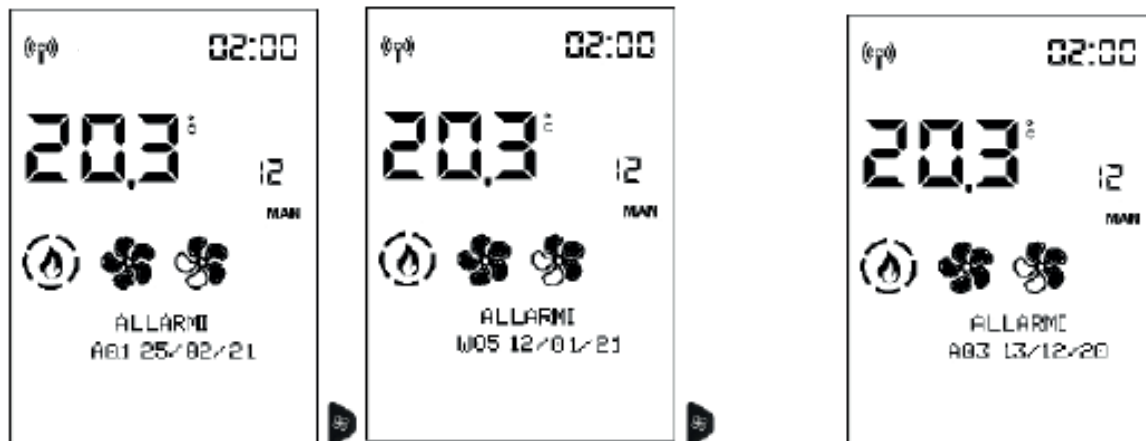 02:00
20.3 °C
12
MAN
ALLARMI
A01 25/02/21
02:00
20.3 °C
12
MAN
ALLARMI
W05 12/01/21
02:00
20.3 °C
12
MAN
ALLARMI
A03 13/12/20